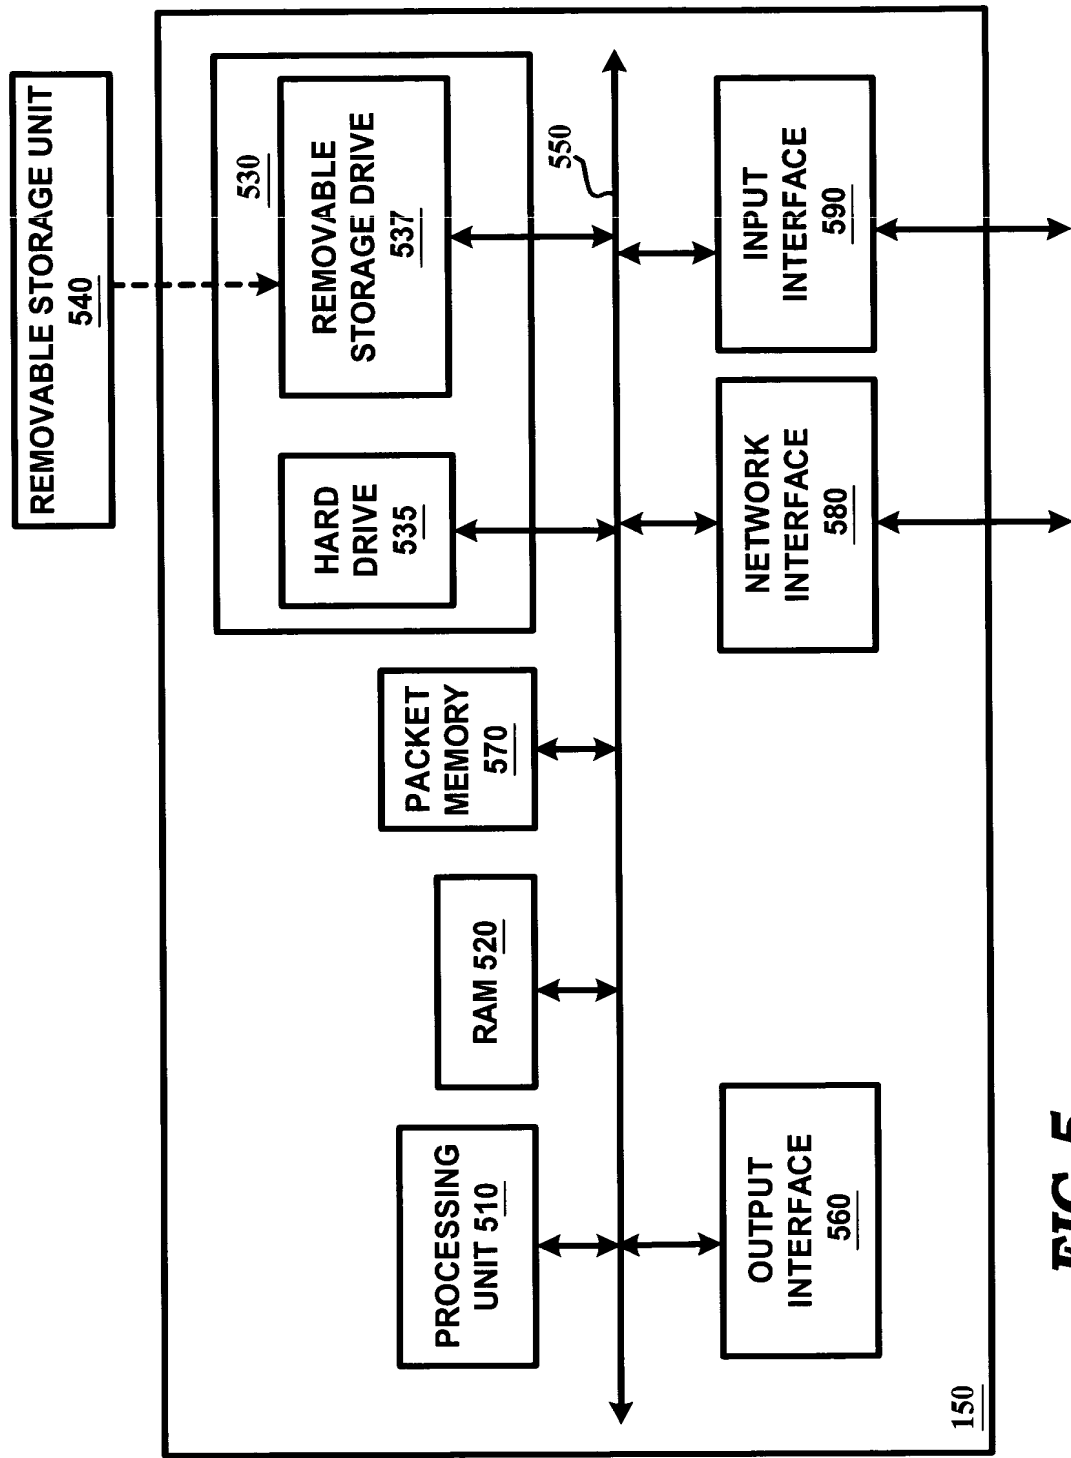 REMOVABLE STORAGE UNIT
540
530
REMOVABLE
STORAGE DRIVE
537
HARD
DRIVE
535
PACKET
MEMORY
570
RAM 520
PROCESSING
UNIT 510
550
INPUT
INTERFACE
590
NETWORK
INTERFACE
580
OUTPUT
INTERFACE
560
150
FIG. 5